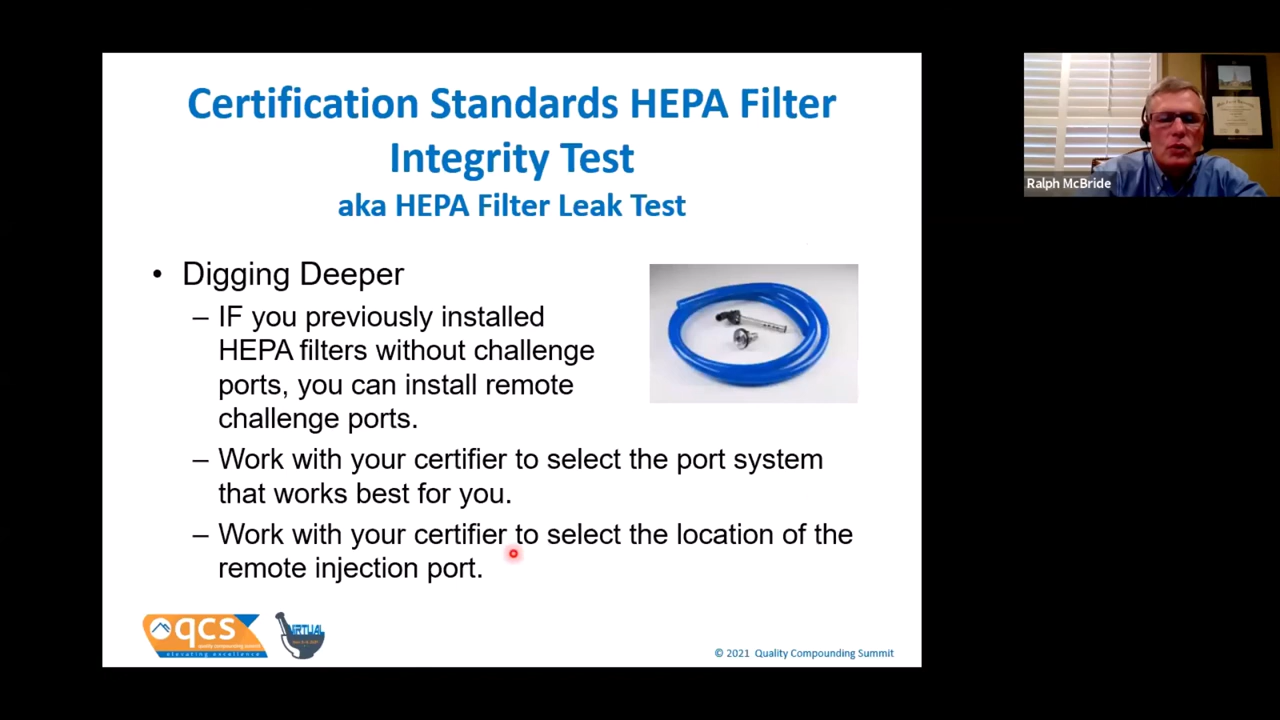 Certification Standards HEPA Filter
Integrity Test
aka HEPA Filter Leak Test
• Digging Deeper
– IF you previously installed
HEPA filters without challenge
ports, you can install remote
challenge ports.
– Work with your certifier to select the port system
that works best for you.
– Work with your certifier to select the location of the
remote injection port.
qcs
elevating excellence
VIRTUAL
© 2021 Quality Compounding Summit
Ralph McBride